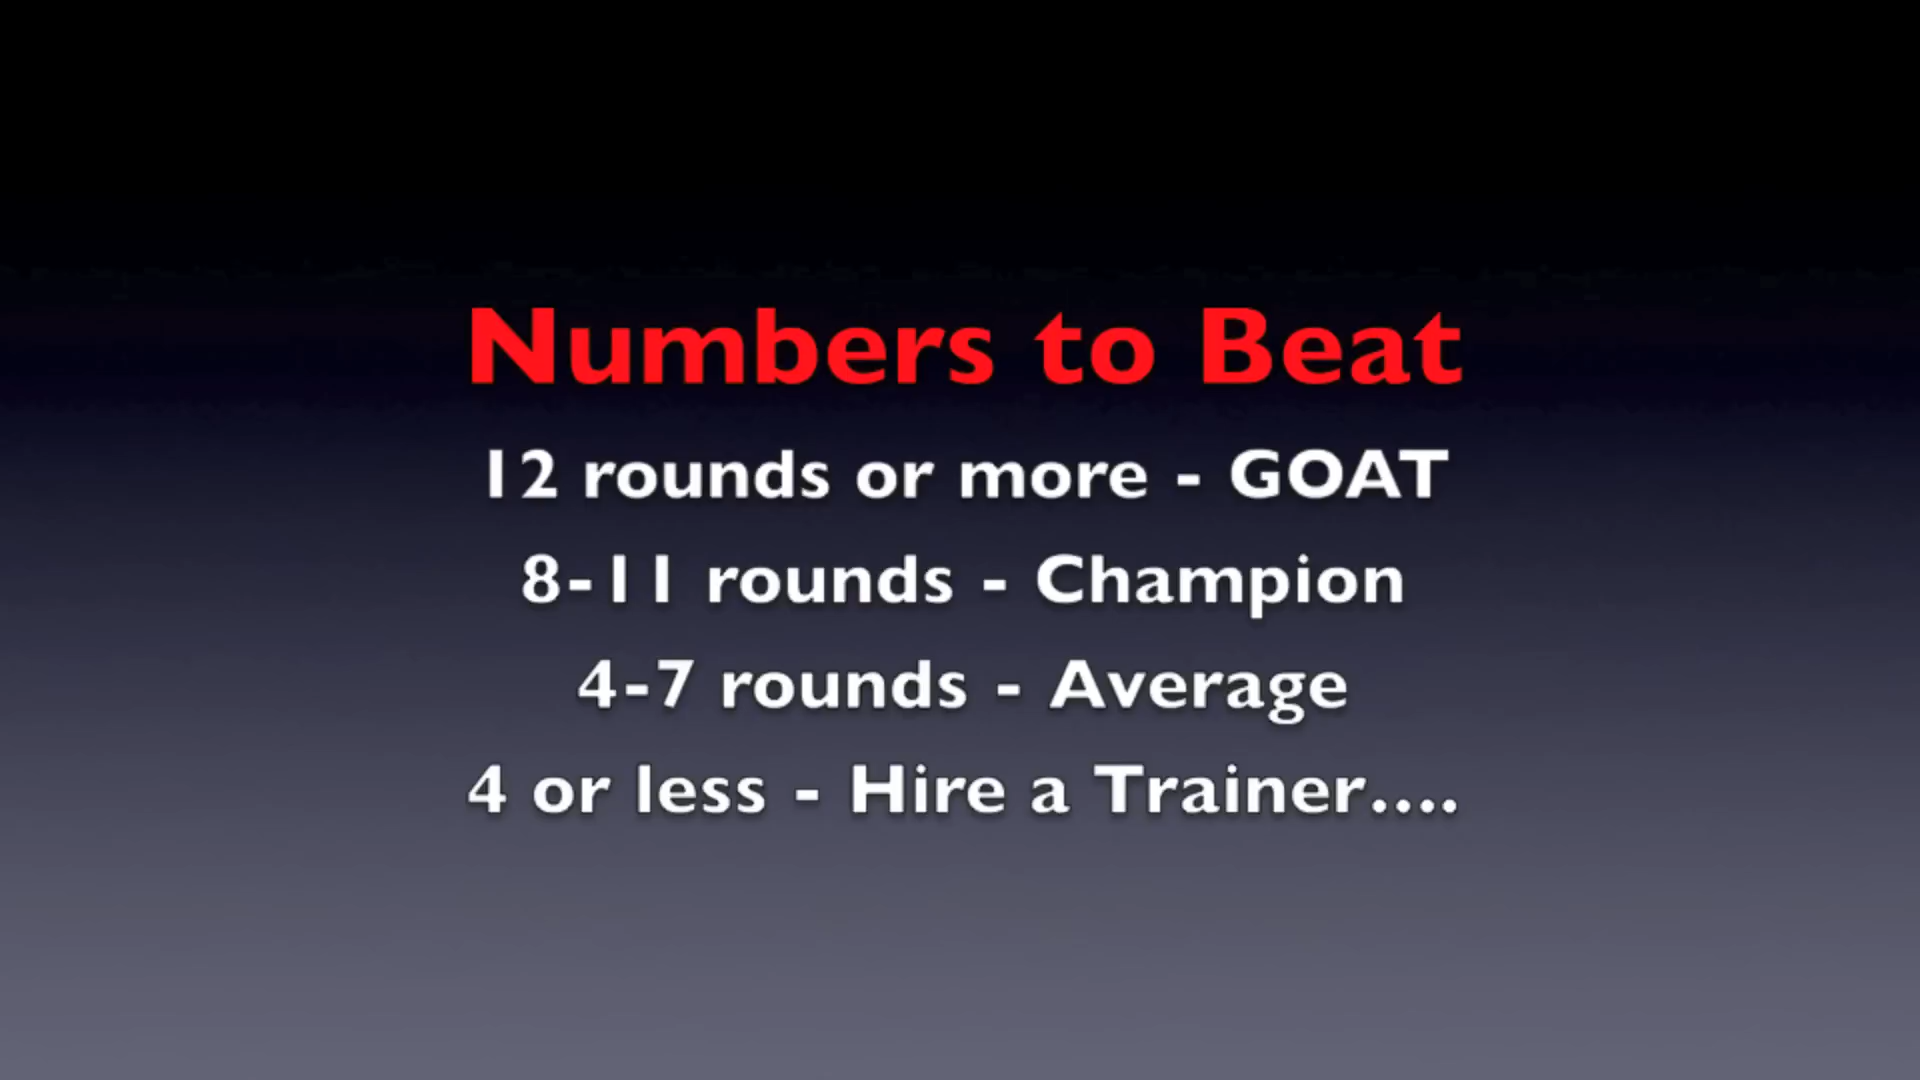 Numbers to Beat
12 rounds or more - GOAT
8-11 rounds - Champion
4-7 rounds - Average
4 or less - Hire a Trainer....